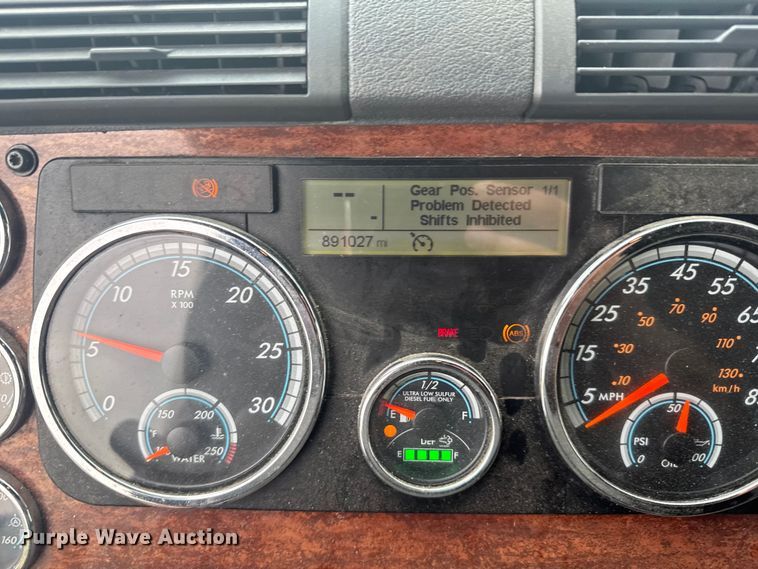 Gear Pos. Sensor 1/1
Problem Detected
Shifts Inhibited
--
-
891027 mi
15
10
20
RPM
X 100
5
25
0
30
150
200
°F
100
250
WATER
BRAKE
ABS
1/2
ULTRA LOW SULFUR
DIESEL FUEL ONLY
E
F
DEF
E
F
45
35
55
25
65
15
5
MPH
70
50
90
30
110
10
130
km/h
50
PSI
0
OIL
160
Purple Wave Auction